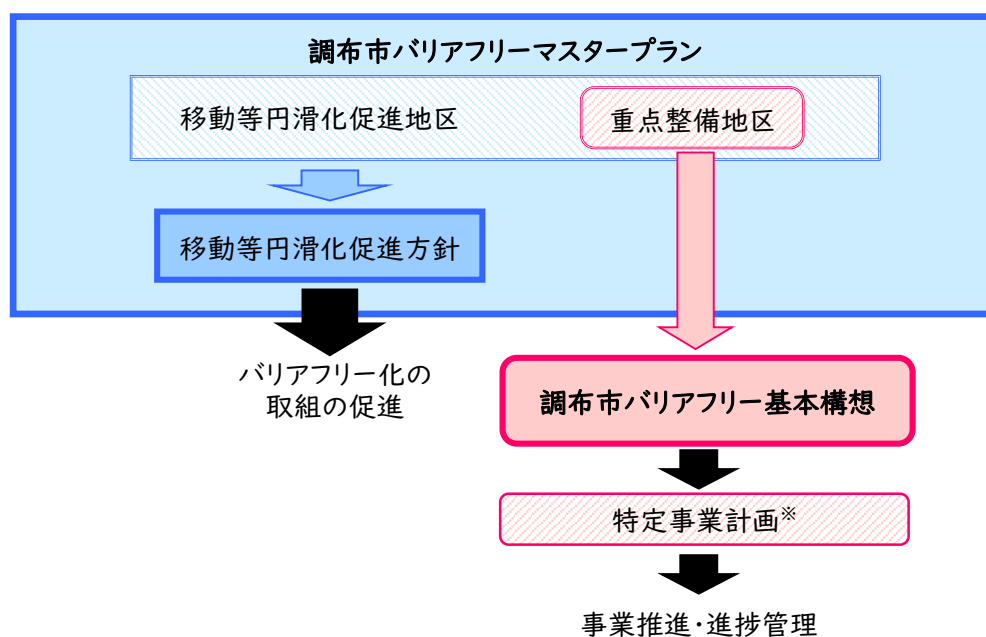 調布市バリアフリーマスタープラン
移動等円滑化促進地区
重点整備地区
移動等円滑化促進方針
バリアフリー化の
取組の促進
調布市バリアフリー基本構想
特定事業計画※
事業推進・進捗管理